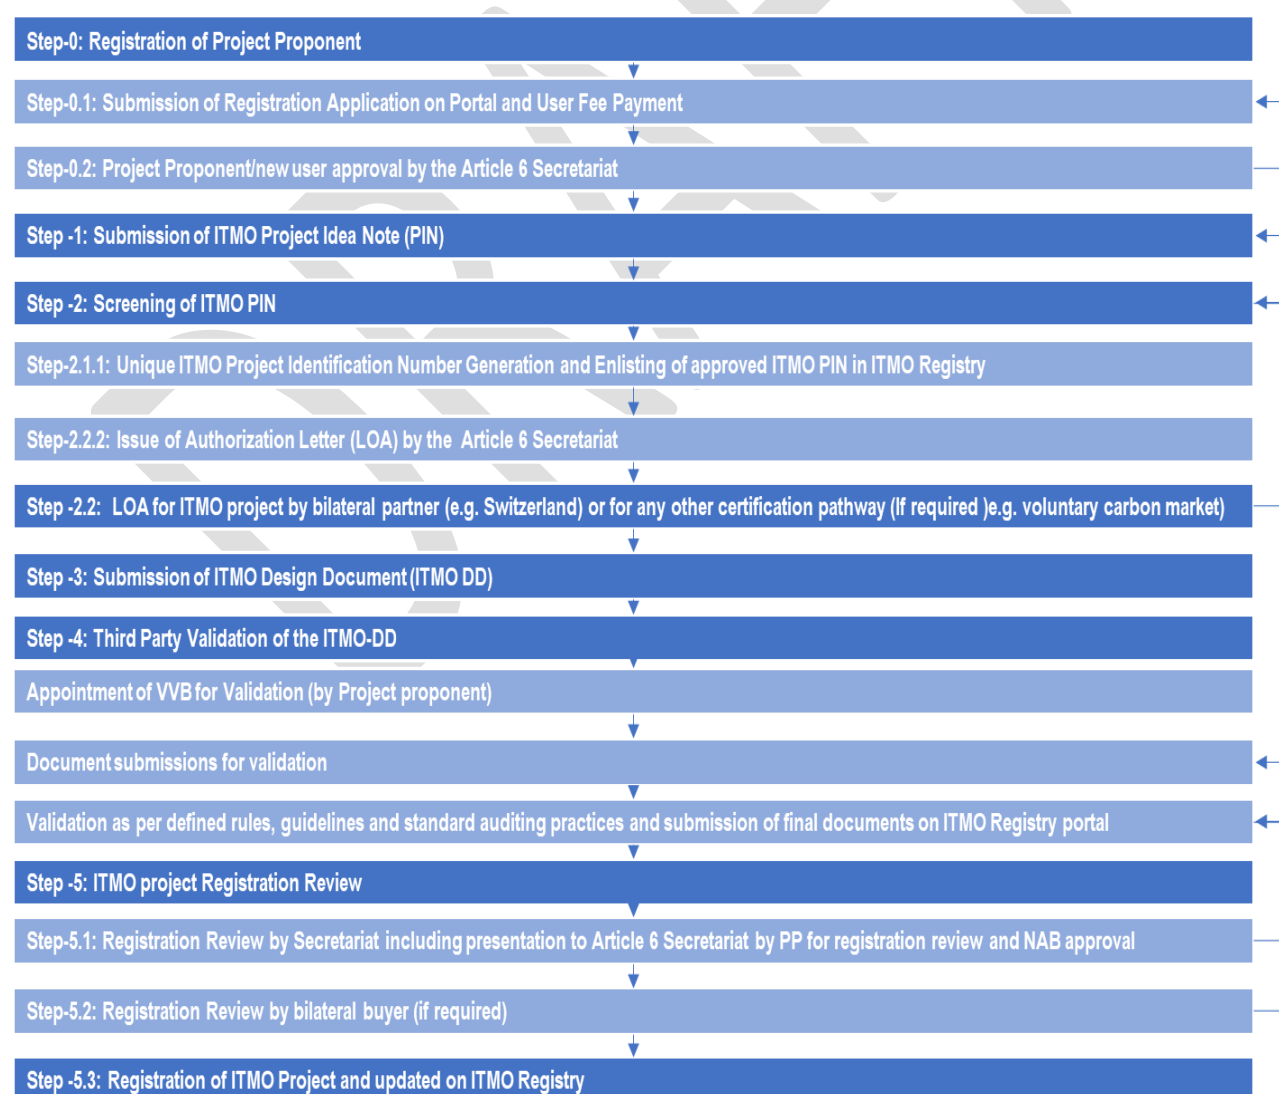 Step-0: Registration of Project Proponent
Step-0.1: Submission of Registration Application on Portal and User Fee Payment
Step-0.2: Project Proponent/new user approval by the Article 6 Secretariat
Step -1: Submission of ITMO Project Idea Note (PIN)
Step -2: Screening of ITMO PIN
Step-2.1.1: Unique ITMO Project Identification Number Generation and Enlisting of approved ITMO PIN in ITMO Registry
Step-2.2.2: Issue of Authorization Letter (LOA) by the Article 6 Secretariat
Step -2.2: LOA for ITMO project by bilateral partner (e.g. Switzerland) or for any other certification pathway (If required )e.g. voluntary carbon market)
Step -3: Submission of ITMO Design Document (ITMO DD)
Step -4: Third Party Validation of the ITMO-DD
Appointment of VVB for Validation (by Project proponent)
Document submissions for validation
Validation as per defined rules, guidelines and standard auditing practices and submission of final documents on ITMO Registry portal
Step -5: ITMO project Registration Review
Step-5.1: Registration Review by Secretariat including presentation to Article 6 Secretariat by PP for registration review and NAB approval
Step-5.2: Registration Review by bilateral buyer (if required)
Step -5.3: Registration of ITMO Project and updated on ITMO Registry